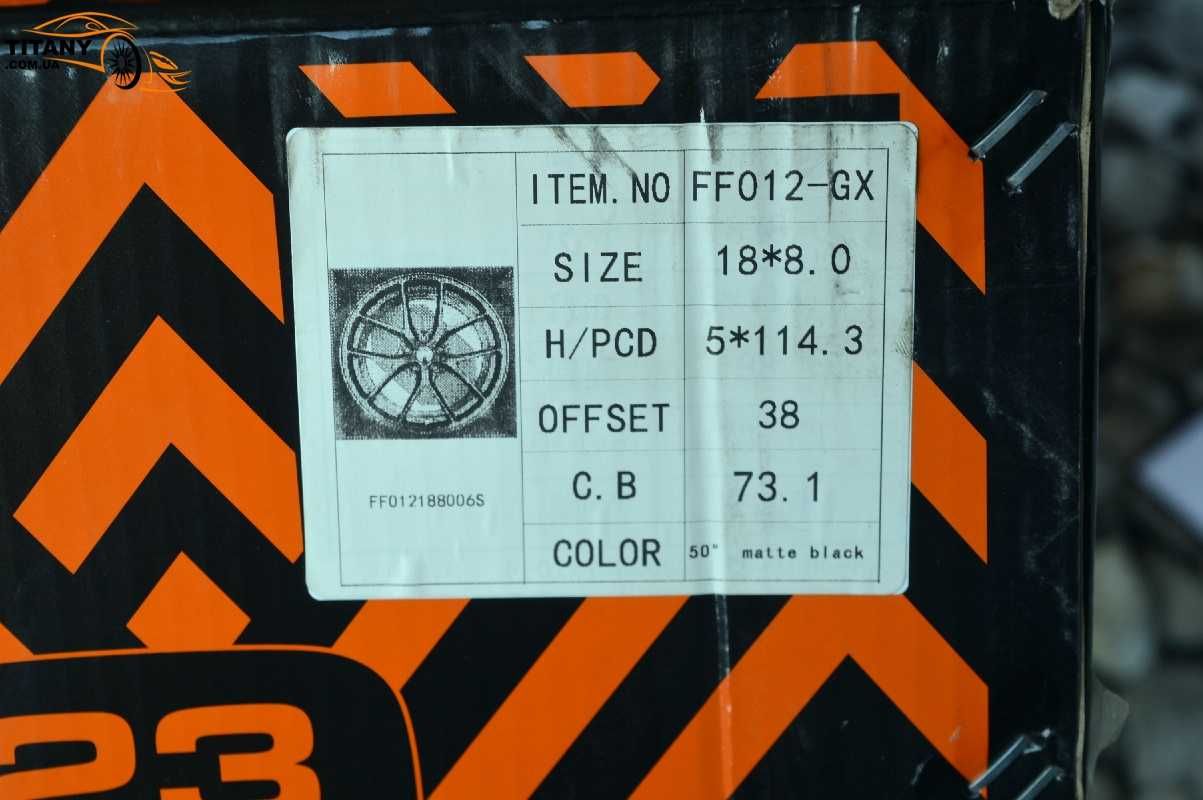 TITANY
.COM.UA
ITEM.NO FF012-GX
SIZE 18*8.0
H/PCD 5*114.3
OFFSET 38
C.B 73.1
FF012188006S
COLOR 50° matte black
23